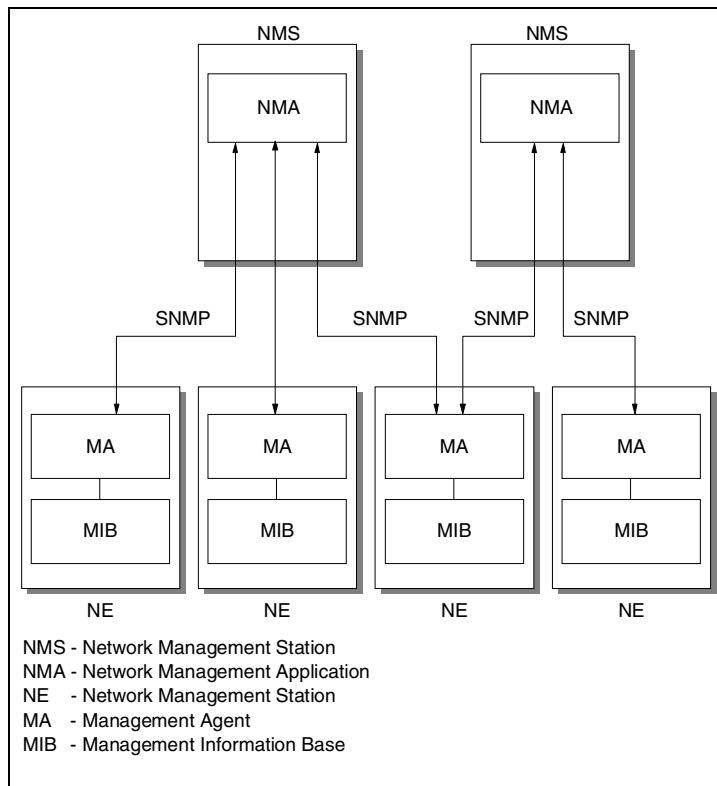 NMS NMS
NMA NMA
SNMP SNMP SNMP SNMP
MA MA MA MA
MIB MIB MIB MIB
NE NE NE NE
NMS - Network Management Station
NMA - Network Management Application
NE - Network Management Station
MA - Management Agent
MIB - Management Information Base